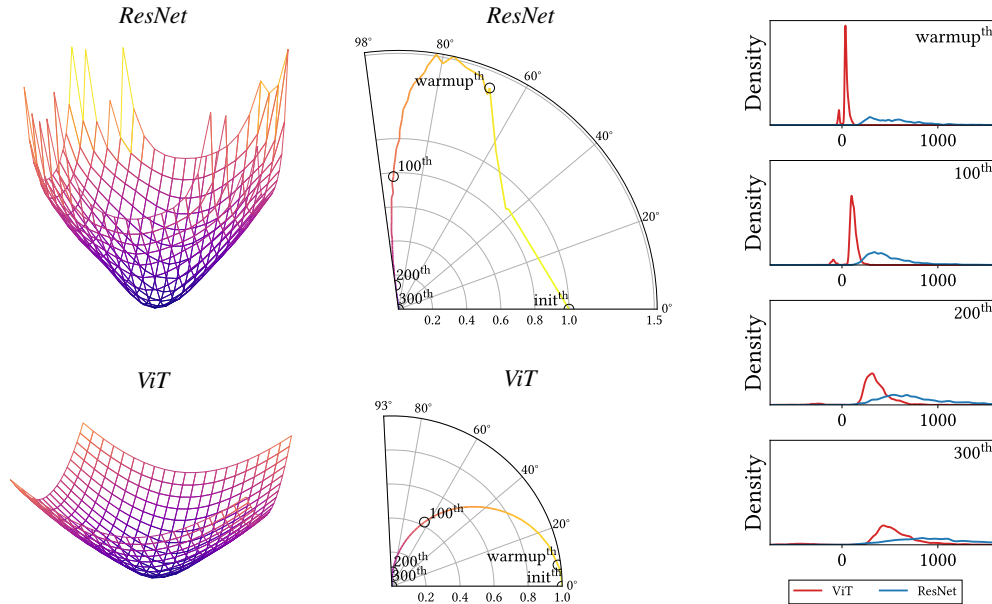 ResNet
ResNet
98°
80°
60°
40°
20°
0°
warmup^th
100^th
200^th
300^th
init^th
0.2
0.4
0.6
0.8
1.0
1.5
ViT
ViT
93°
80°
60°
40°
20°
0°
100^th
warmup^th
200^th
300^th
init^th
0.2
0.4
0.6
0.8
1.0
Density
warmup^th
0
1000
Density
100^th
0
1000
Density
200^th
0
1000
Density
300^th
0
1000
ViT
ResNet